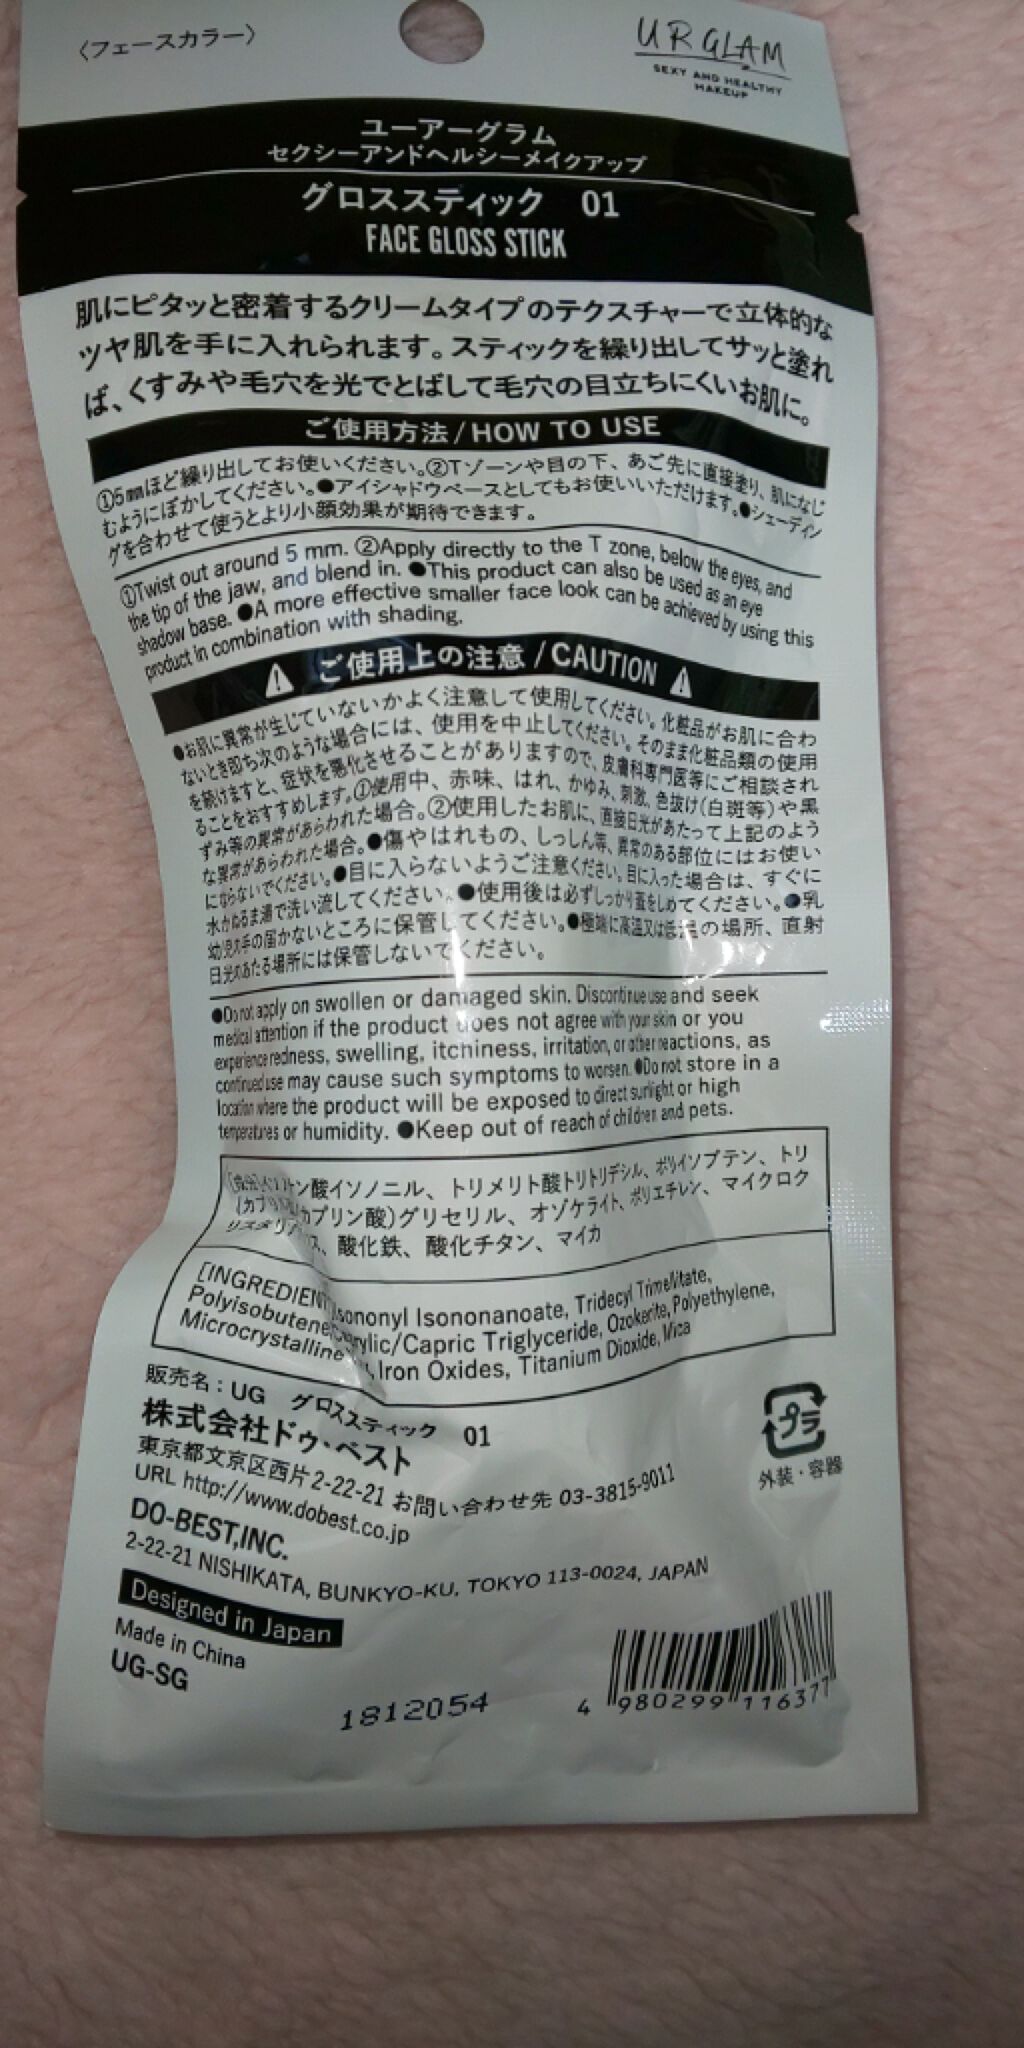 〈フェースカラー〉
UR GLAM
SEXY AND HEALTHY
MAKEUP
ユーアーグラム
セクシーアンドヘルシーメイクアップ
グロススティック 01
FACE GLOSS STICK
肌にピタッと密着するクリームタイプのテクスチャーで立体的な
ツヤ肌を手に入れられます。スティックを繰り出してサッと塗れ
ば、くすみや毛穴を光でとばして毛穴の目立ちにくいお肌に。
ご使用方法/HOW TO USE
①5mmほど繰り出してお使いください。②Tゾーンや目の下、あご先に直接塗り、肌になじ
むようにぼかしてください。●アイシャドウベースとしてもお使いいただけます。●シェーディン
グを合わせて使うとより小顔効果が期待できます。
①Twist out around 5 mm. ②Apply directly to the T zone, below the eyes, and
the tip of the jaw, and blend in. ●This product can also be used as an eye
shadow base. ●A more effective smaller face look can be achieved by using this
product in combination with shading.
ご使用上の注意/CAUTION
●お肌に異常が生じていないかよく注意して使用してください。化粧品がお肌に合わ
ないとき即ち次のような場合には、使用を中止してください。そのまま化粧品類の使用
を続けますと、症状を悪化させることがありますので、皮膚科専門医等にご相談され
ることをおすすめします。①使用中、赤味、はれ、かゆみ、刺激、色抜け(白斑等)や黒
ずみ等の異常があらわれた場合。②使用したお肌に、直接日光があたって上記のよう
な異常があらわれた場合。●傷やはれもの、しっしん等、異常のある部位にはお使い
にならないでください。●目に入らないようご注意ください。目に入った場合は、すぐに
水かぬるま湯で洗い流してください。●使用後は必ずしっかり蓋をしめてください。●乳
幼児の手の届かないところに保管してください。●極端に高温又は低温の場所、直射
日光のあたる場所には保管しないでください。
●Do not apply on swollen or damaged skin. Discontinue use and seek
medical attention if the product does not agree with your skin or you
experience redness, swelling, itchiness, irritation, or other reactions, as
continued use may cause such symptoms to worsen. ●Do not store in a
location where the product will be exposed to direct sunlight or high
temperatures or humidity. ●Keep out of reach of children and pets.
ン酸イソノニル、トリメリト酸トリトリデシル、ポリイソブテン、トリ
カプリン酸)グリセリル、オゾケライト、ポリエチレン、マイクロク
リスタリン ス、酸化鉄、酸化チタン、マイカ
[INGREDIENT sononyl Isononanoate, Tridecyl Trimellitate,
Polyisobutene, rylic/Capric Triglyceride, Ozokerite, Polyethylene,
Microcrystalline , Iron Oxides, Titanium Dioxide, Mica
販売名：UG グロススティック 01
株式会社ドゥ・ベスト
東京都文京区西片2-22-21 お問い合わせ先 03-3815-9011
URL http://www.dobest.co.jp
DO-BEST,INC.
2-22-21 NISHIKATA, BUNKYO-KU, TOKYO 113-0024, JAPAN
プラ
外装・容器
Designed in Japan
Made in China
UG-SG
1812054
4 980299 116377